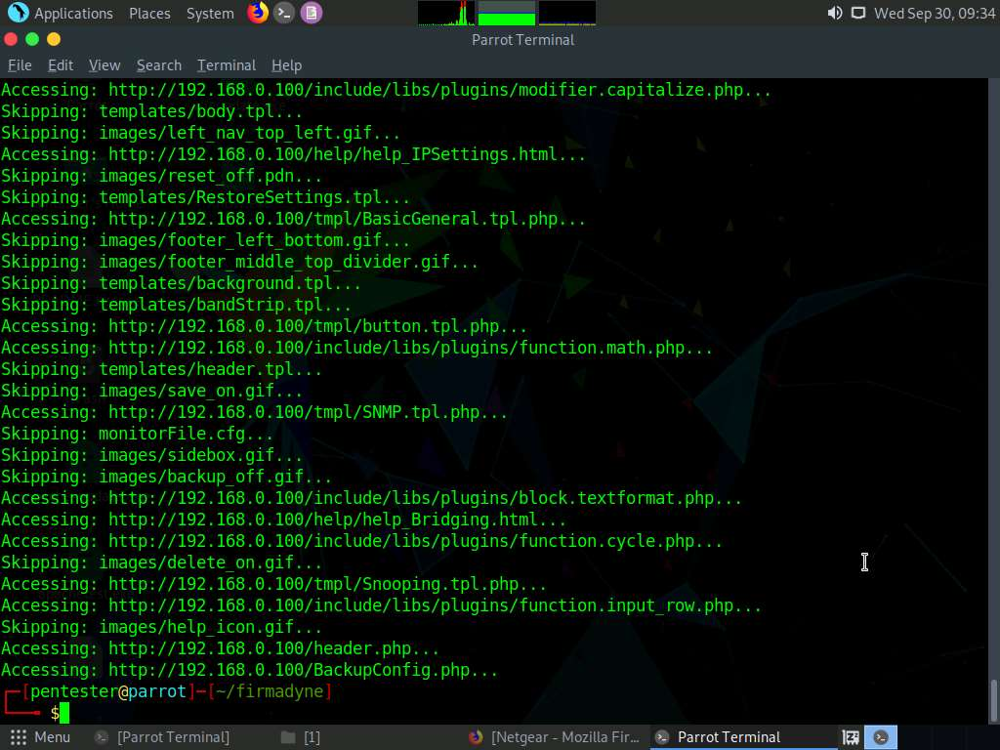 Applications Places System Wed Sep 30, 09:34
Parrot Terminal
File Edit View Search Terminal Help
Accessing: http://192.168.0.100/include/libs/plugins/modifier.capitalize.php...
Skipping: templates/body.tpl...
Skipping: images/left_nav_top_left.gif...
Accessing: http://192.168.0.100/help/help_IPSettings.html...
Skipping: images/reset_off.pdn...
Skipping: templates/RestoreSettings.tpl...
Accessing: http://192.168.0.100/tmpl/BasicGeneral.tpl.php...
Skipping: images/footer_left_bottom.gif...
Skipping: images/footer_middle_top_divider.gif...
Skipping: templates/background.tpl...
Skipping: templates/bandStrip.tpl...
Accessing: http://192.168.0.100/tmpl/button.tpl.php...
Accessing: http://192.168.0.100/include/libs/plugins/function.math.php...
Skipping: templates/header.tpl...
Skipping: images/save_on.gif...
Accessing: http://192.168.0.100/tmpl/SNMP.tpl.php...
Skipping: monitorFile.cfg...
Skipping: images/sidebox.gif...
Skipping: images/backup_off.gif...
Accessing: http://192.168.0.100/include/libs/plugins/block.textformat.php...
Accessing: http://192.168.0.100/help/help_Bridging.html...
Accessing: http://192.168.0.100/include/libs/plugins/function.cycle.php...
Skipping: images/delete_on.gif...
Accessing: http://192.168.0.100/tmpl/Snooping.tpl.php...
Accessing: http://192.168.0.100/include/libs/plugins/function.input_row.php...
Skipping: images/help_icon.gif...
Accessing: http://192.168.0.100/header.php...
Accessing: http://192.168.0.100/BackupConfig.php...
┌─[pentester@parrot]─[~/firmadyne]
└──╼ $
Menu [Parrot Terminal] [1] [Netgear - Mozilla Fir... Parrot Terminal